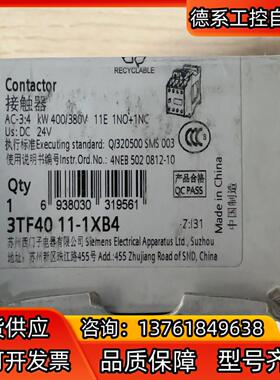 德系工控自
RECYCLABLE
Contactor
接触器
AC-3:4 kW 400/380V 11E 1NO+1NC
Us: DC 24V
执行标准Executing standard: Q/320500 SMS 003
使用说明书号Instr.Ord.No.: 4NEB 502 0812-10
Qty
1
6 938030 319561
产品合格
QC PASS
3TF40 11-1XB4
Z:I31
中国制造
苏州西门子电器有限公司 Siemens Electrical Apparatus Ltd., Suzhou
苏州新区珠江路455号 Add: 455 Zhujiang Road of SND, China
货供应
咨询: 13761849638
可开发票
品质保障
型号齐